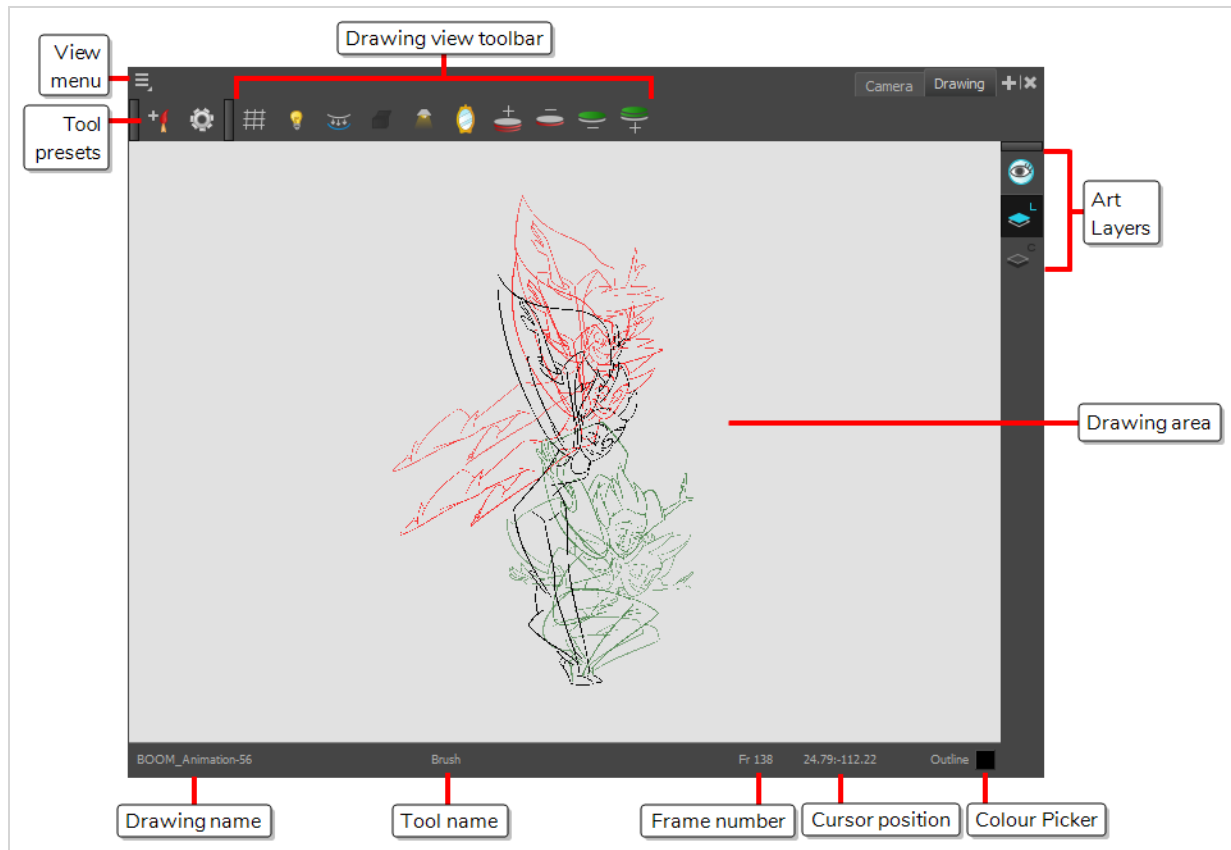 Drawing view toolbar
View
menu
Camera
Drawing
Tool
presets
L
Art
Layers
C
Drawing area
BOOM_Animation-56
Brush
Fr 138
24.79:-112.22
Outline
Drawing name
Tool name
Frame number
Cursor position
Colour Picker